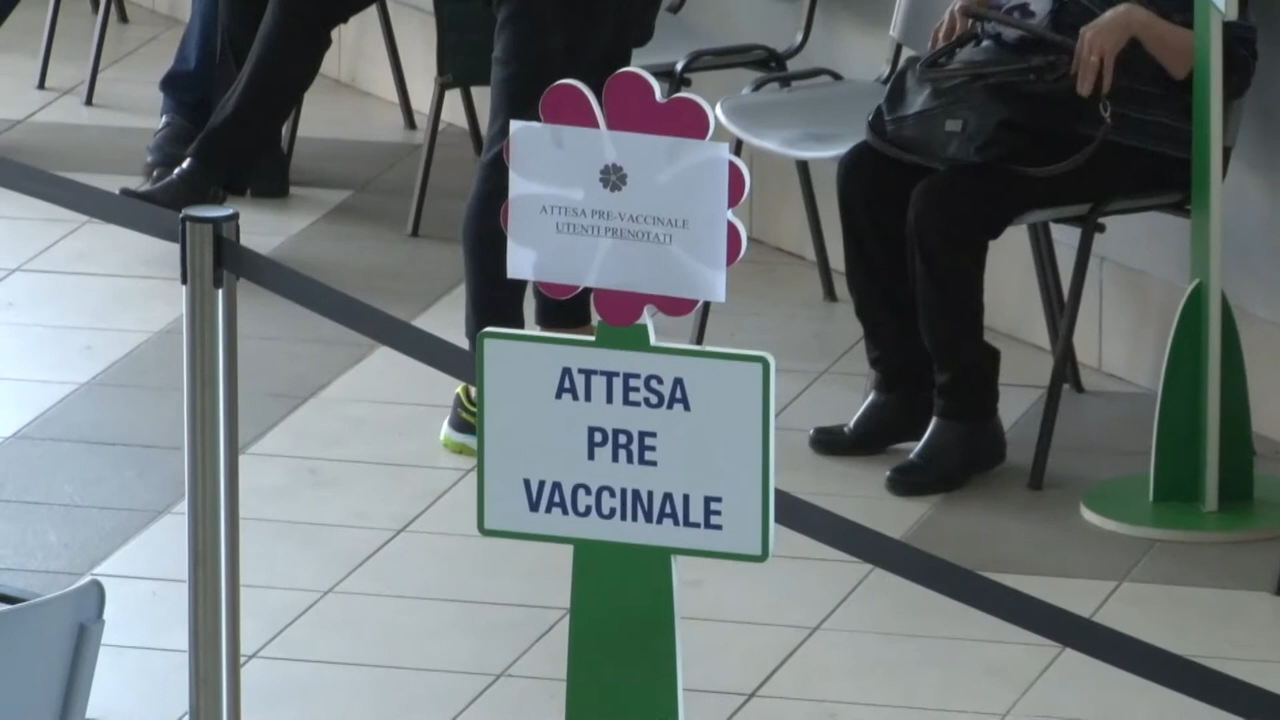 ATTESA PRE-VACCINALE
UTENTI PRENOTATI
ATTESA
PRE
VACCINALE